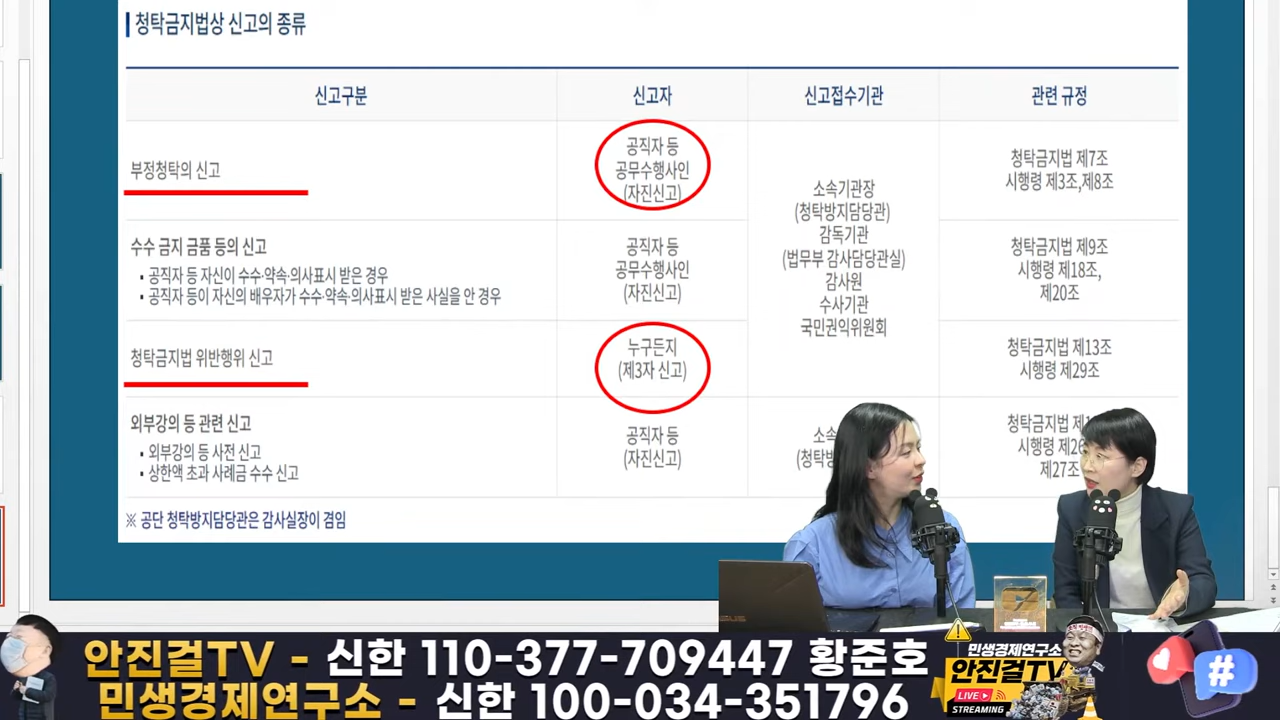 청탁금지법상 신고의 종류
신고구분 신고자 신고접수기관 관련 규정
부정청탁의 신고
공직자 등
공무수행사인
(자진신고)
청탁금지법 제7조
시행령 제3조,제8조
수수 금지 금품 등의 신고
• 공직자 등 자신이 수수·약속·의사표시 받은 경우
• 공직자 등이 자신의 배우자가 수수·약속·의사표시 받은 사실을 안 경우
공직자 등
공무수행사인
(자진신고)
소속기관장
(청탁방지담당관)
감독기관
(법무부 감사담당관실)
감사원
수사기관
국민권익위원회
청탁금지법 제9조
시행령 제18조,
제20조
청탁금지법 위반행위 신고
누구든지
(제3자 신고)
청탁금지법 제13조
시행령 제29조
외부강의 등 관련 신고
• 외부강의 등 사전 신고
• 상한액 초과 사례금 수수 신고
공직자 등
(자진신고)
소속
(청탁방
청탁금지법 제1
시행령 제26
제27조
※ 공단 청탁방지담당관은 감사실장이 겸임
안진걸TV - 신한 110-377-709447 황준호
민생경제연구소 - 신한 100-034-351796
민생경제연구소
안진걸TV
LIVE
STREAMING
#